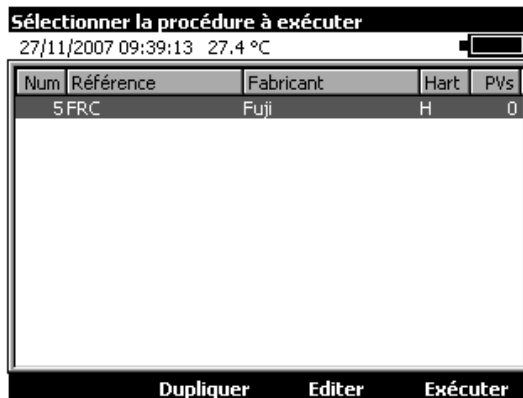 Sélectionner la procédure à exécuter
27/11/2007 09:39:13 27.4 °C
Num Référence Fabricant Hart PVs
5 FRC Fuji H 0
Dupliquer Editer Exécuter